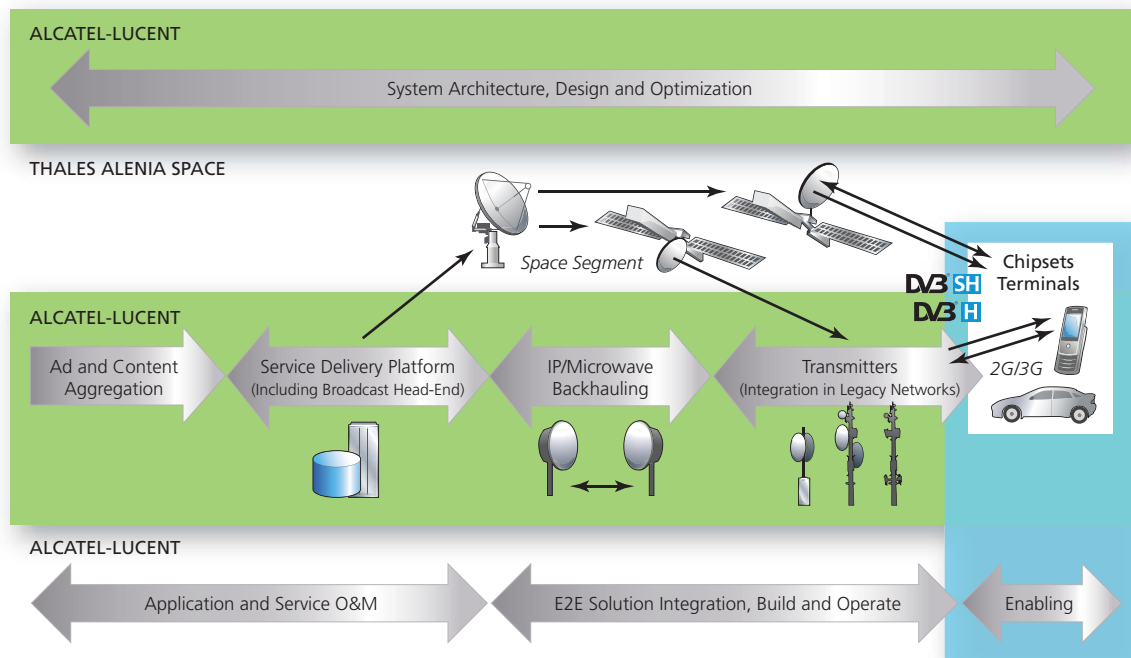 ALCATEL-LUCENT
System Architecture, Design and Optimization
THALES ALENIA SPACE
Space Segment
Chipsets
Terminals
DVB SH
DVB H
2G/3G
ALCATEL-LUCENT
Ad and Content
Aggregation
Service Delivery Platform
(Including Broadcast Head-End)
IP/Microwave
Backhauling
Transmitters
(Integration in Legacy Networks)
ALCATEL-LUCENT
Application and Service O&M
E2E Solution Integration, Build and Operate
Enabling